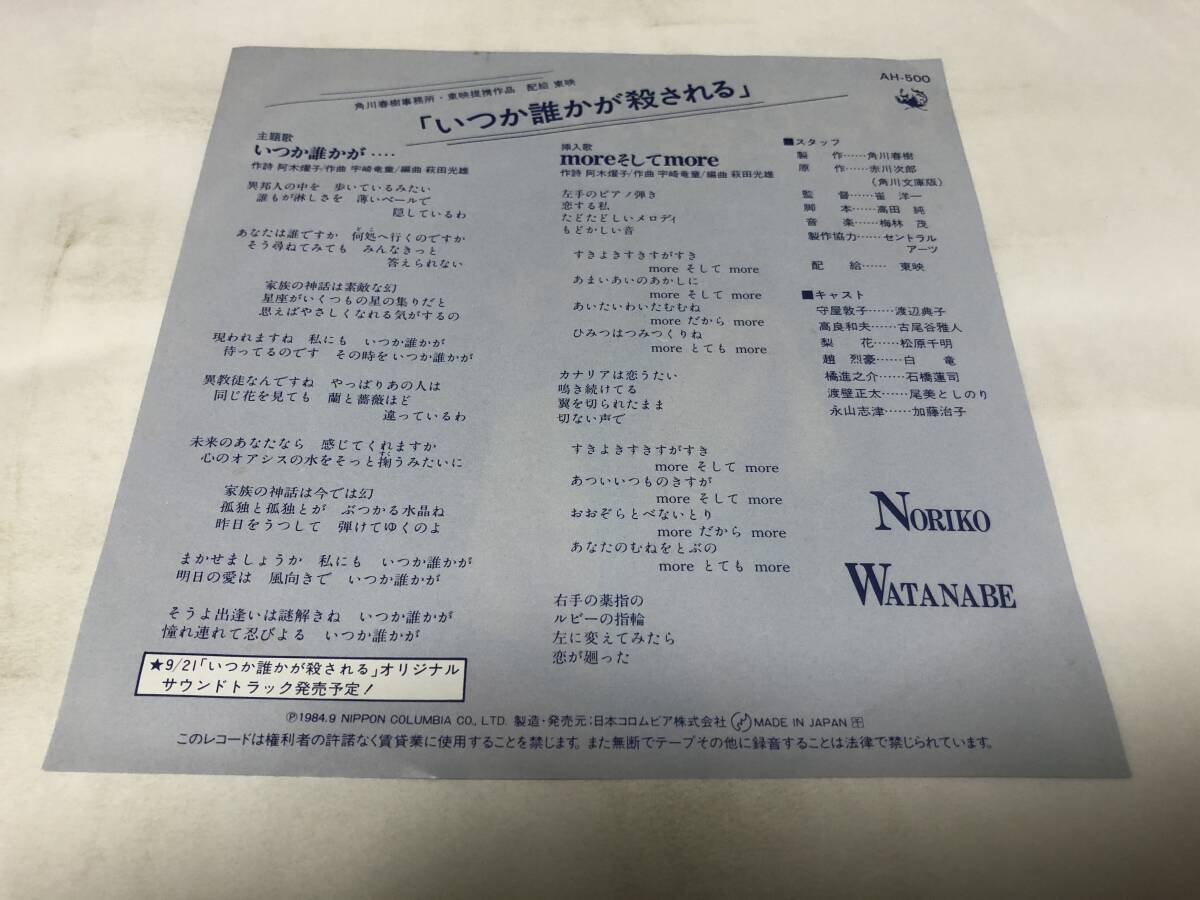 角川春樹事務所・東映提携作品 配給 東映
「いつか誰かが殺される」
AH-500
主題歌
いつか誰かが‥‥
作詩 阿木燿子/作曲 宇崎竜童/編曲 萩田光雄
異邦人の中を 歩いているみたい
誰もが淋しさを 薄いベールで
隠しているわ
あなたは誰ですか 何処へ行くのですか
そう尋ねてみても みんなきっと
答えられない
家族の神話は素敵な幻
星座がいくつもの星の集りだと
思えばやさしくなれる気がするの
現われますね 私にも いつか誰かが
待ってるのです その時を いつか誰かが
異教徒なんですね やっぱりあの人は
同じ花を見ても 蘭と薔薇ほど
違っているわ
未来のあなたなら 感じてくれますか
心のオアシスの水をそっと掬うみたいに
家族の神話は今では幻
孤独と孤独とが ぶつかる水晶ね
昨日をうつして 弾けてゆくのよ
まかせましょうか 私にも いつか誰かが
明日の愛は 風向きで いつか誰かが
そうよ出逢いは謎解きね いつか誰かが
憧れ連れて忍びよる いつか誰かが
★9/21「いつか誰かが殺される」オリジナル
サウンドトラック発売予定!
挿入歌
moreそしてmore
作詩 阿木燿子/作曲 宇崎竜童/編曲 萩田光雄
左手のピアノ弾き
恋する私
たどたどしいメロディ
もどかしい音
すきよきすきすがすき
more そして more
あまいあいのあかしに
more そして more
あいたいわいたむむね
more だから more
ひみつはつみつくりね
more とても more
カナリアは恋うたい
鳴き続けてる
翼を切られたまま
切ない声で
すきよきすきすがすき
more そして more
あついいつものきすが
more そして more
おおぞらとべないとり
more だから more
あなたのむねをとぶの
more とても more
右手の薬指の
ルビーの指輪
左に変えてみたら
恋が廻った
■スタッフ
製 作‥‥‥角川春樹
原 作‥‥‥赤川次郎
(角川文庫版)
監 督‥‥‥崔 洋一
脚 本‥‥‥高田 純
音 楽‥‥‥梅林 茂
製作協力‥‥‥セントラル
アーツ
配 給‥‥‥ 東映
■キャスト
守屋敦子‥‥‥渡辺典子
高良和夫‥‥‥古尾谷雅人
梨 花‥‥‥松原千明
趙 烈豪‥‥‥白 竜
橘進之介‥‥‥石橋蓮司
渡壁正太‥‥‥尾美としのり
永山志津‥‥‥加藤治子
NORIKO
WATANABE
Ⓟ1984.9 NIPPON COLUMBIA CO., LTD. 製造・発売元;日本コロムビア株式会社 MADE IN JAPAN
このレコードは権利者の許諾なく賃貸業に使用することを禁じます。また無断でテープその他に録音することは法律で禁じられています。